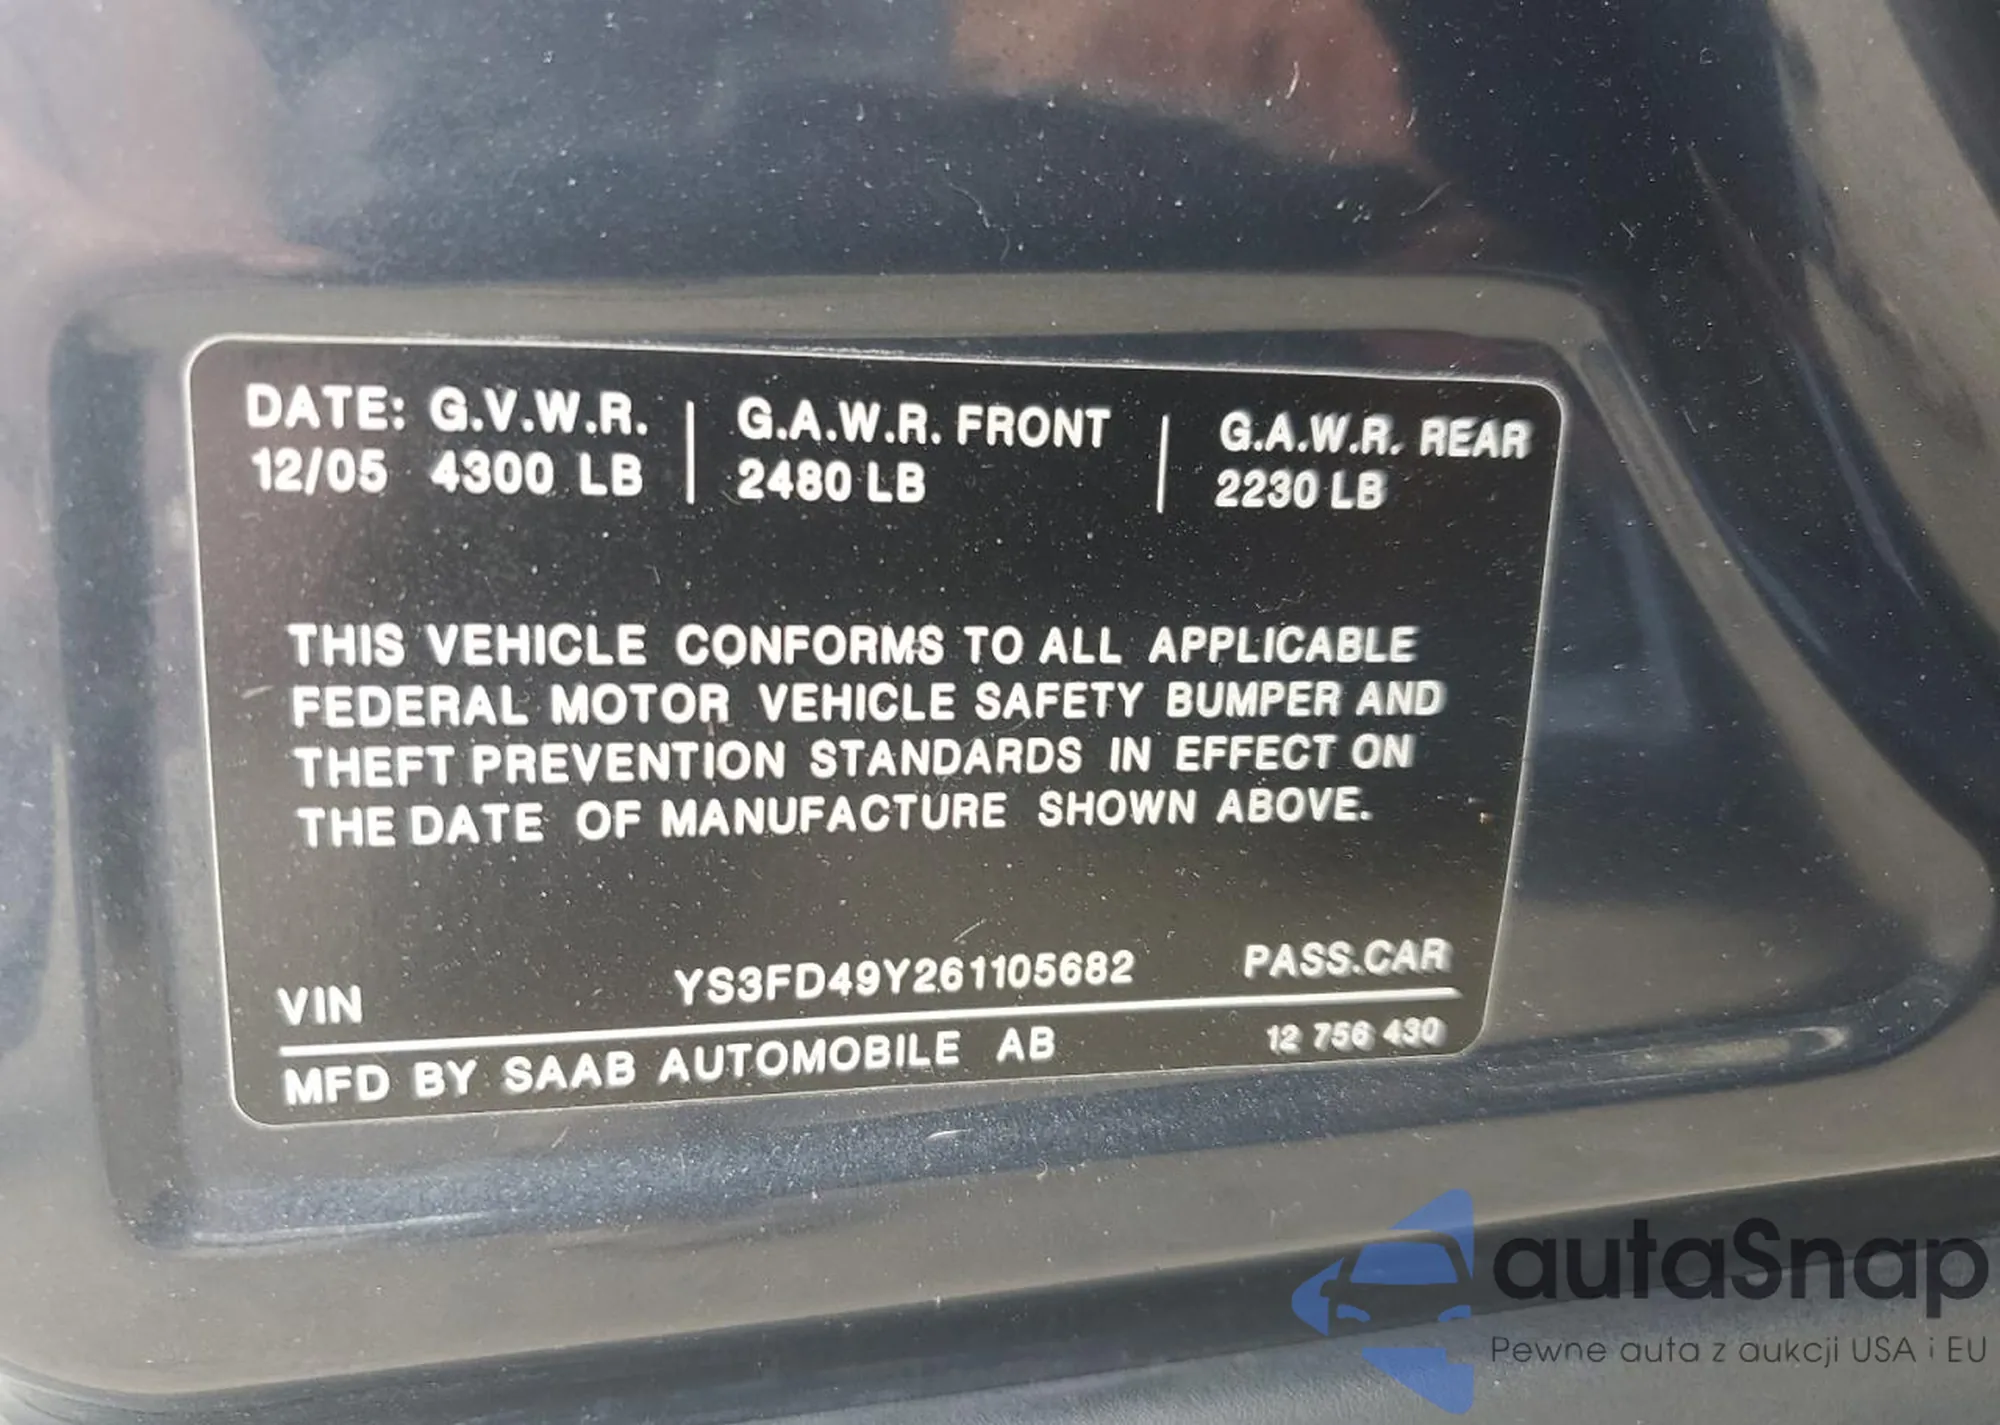 DATE: G.V.W.R. | G.A.W.R. FRONT | G.A.W.R. REAR
12/05 4300 LB | 2480 LB | 2230 LB
THIS VEHICLE CONFORMS TO ALL APPLICABLE
FEDERAL MOTOR VEHICLE SAFETY BUMPER AND
THEFT PREVENTION STANDARDS IN EFFECT ON
THE DATE OF MANUFACTURE SHOWN ABOVE.
VIN YS3FD49Y261105682 PASS.CAR
MFD BY SAAB AUTOMOBILE AB 12 756 430
autaSnap
Pewne auta z aukcji USA i EU